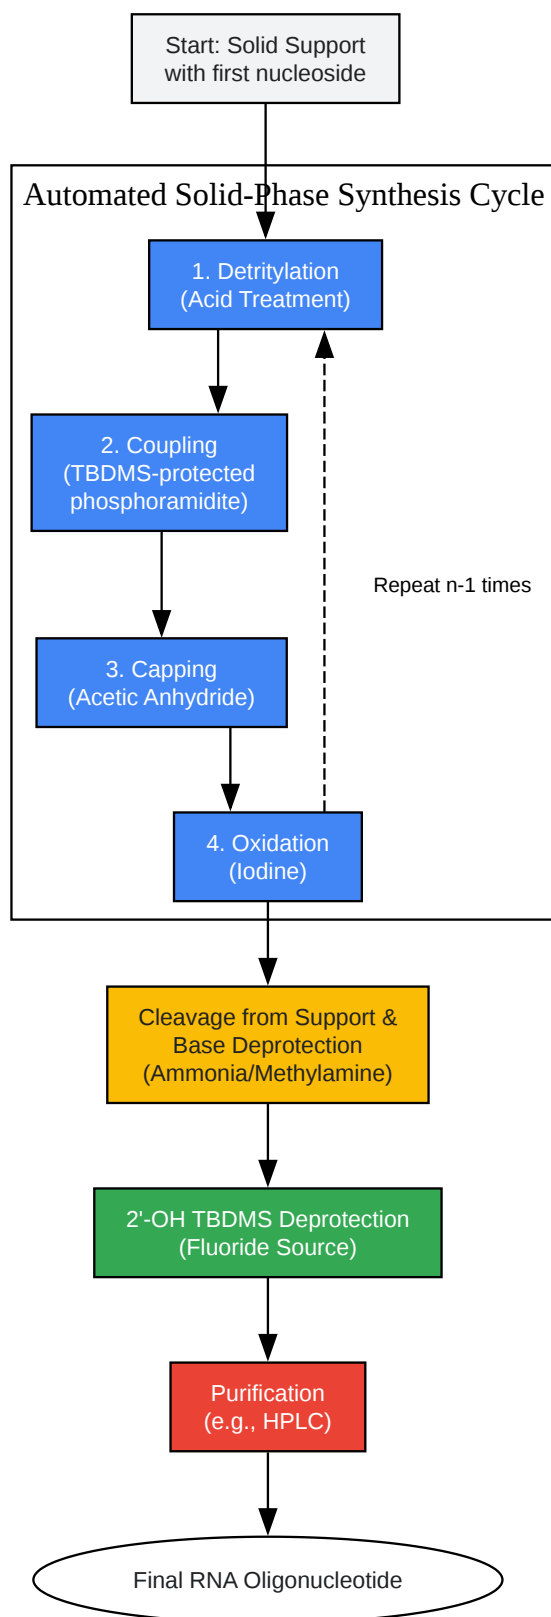 Start: Solid Support
with first nucleoside
Automated Solid-Phase Synthesis Cycle
1. Detritylation
(Acid Treatment)
2. Coupling
(TBDMS-protected
phosphoramidite)
Repeat n-1 times
3. Capping
(Acetic Anhydride)
4. Oxidation
(Iodine)
Cleavage from Support &
Base Deprotection
(Ammonia/Methylamine)
2'-OH TBDMS Deprotection
(Fluoride Source)
Purification
(e.g., HPLC)
Final RNA Oligonucleotide